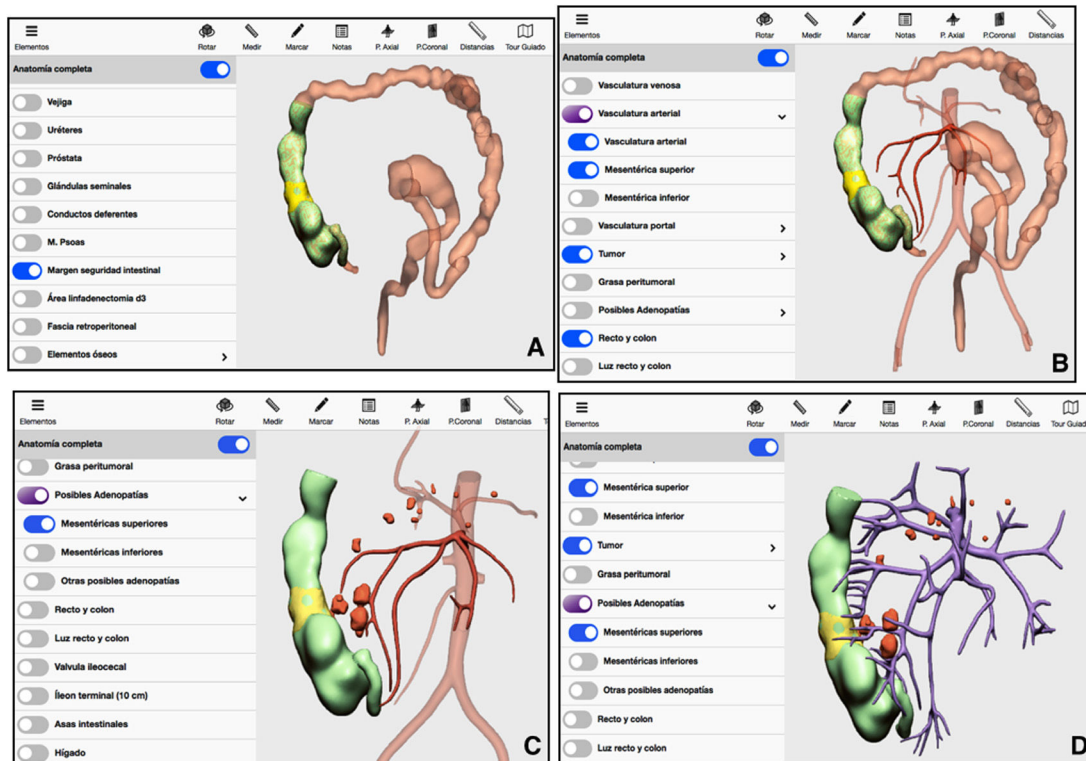 Elementos Rotar Medir Marcar Notas P. Axial P.Coronal Distancias Tour Guiado
Anatomía completa
Vejiga
Uréteres
Próstata
Glándulas seminales
Conductos deferentes
M. Psoas
Margen seguridad intestinal
Área linfadenectomia d3
Fascia retroperitoneal
Elementos óseos
A
Elementos Rotar Medir Marcar Notas P. Axial P.Coronal Distancias
Anatomía completa
Vasculatura venosa
Vasculatura arterial
Vasculatura arterial
Mesentérica superior
Mesentérica inferior
Vasculatura portal
Tumor
Grasa peritumoral
Posibles Adenopatías
Recto y colon
Luz recto y colon
B
Elementos Rotar Medir Marcar Notas P. Axial P.Coronal Distancias
Anatomía completa
Grasa peritumoral
Posibles Adenopatías
Mesentéricas superiores
Mesentéricas inferiores
Otras posibles adenopatías
Recto y colon
Luz recto y colon
Valvula ileocecal
Íleon terminal (10 cm)
Asas intestinales
Hígado
C
Elementos Rotar Medir Marcar Notas P. Axial P.Coronal Distancias Tour Guiad
Anatomía completa
Mesentérica superior
Mesentérica inferior
Tumor
Grasa peritumoral
Posibles Adenopatías
Mesentéricas superiores
Mesentéricas inferiores
Otras posibles adenopatías
Recto y colon
Luz recto y colon
D